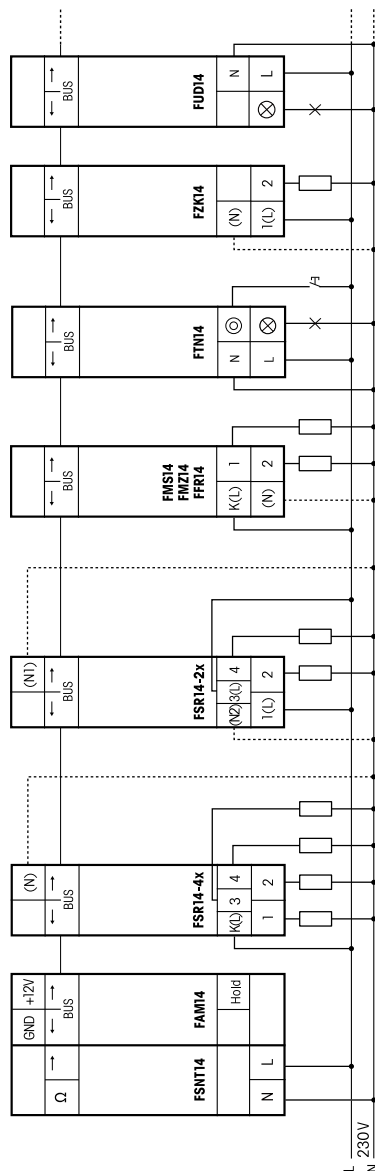 N
L
BUS
FUD14
2
(N)
1(L)
BUS
FZK14
N
L
BUS
FTN14
1
2
K(L)
(N)
BUS
FMS14
FMZ14
FFR14
(N1)
BUS
FSR14-2x
(N2) 3(L) 4
1(L) 2
(N)
BUS
FSR14-4x
K(L) 3 4
1 2
GND +12V
BUS
FAM14
Hold
Ω
FSNT14
N L
L
N
230V